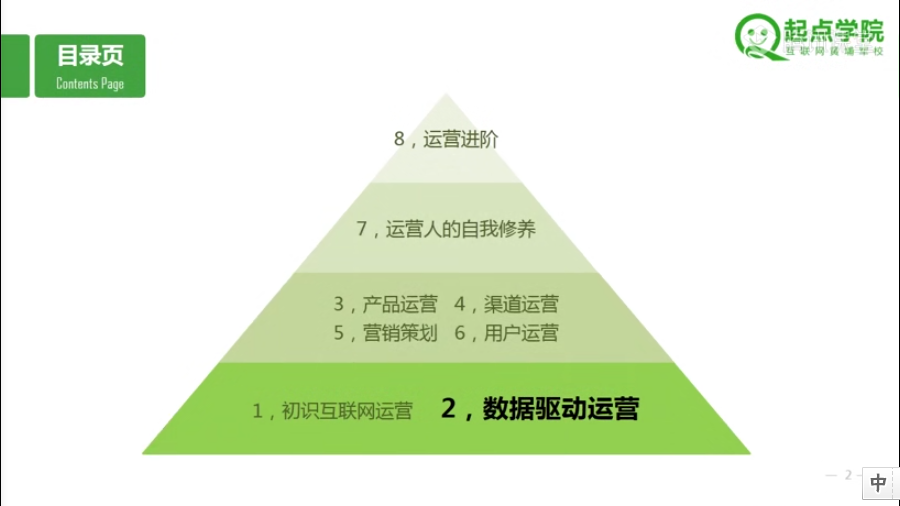 目录页
Contents Page
起点学院
互联网黄埔军校
8，运营进阶
7，运营人的自我修养
3，产品运营 4，渠道运营
5，营销策划 6，用户运营
1，初识互联网运营 2，数据驱动运营
— 2 —
中